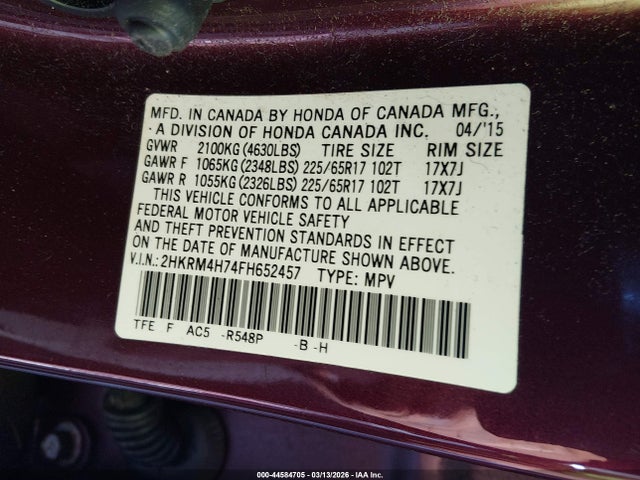 MFD. IN CANADA BY HONDA OF CANADA MFG.,
A DIVISION OF HONDA CANADA INC. 04/'15
GVWR 2100KG(4630LBS) TIRE SIZE RIM SIZE
GAWR F 1065KG(2348LBS) 225/65R17 102T 17X7J
GAWR R 1055KG(2326LBS) 225/65R17 102T 17X7J
THIS VEHICLE CONFORMS TO ALL APPLICABLE
FEDERAL MOTOR VEHICLE SAFETY
AND THEFT PREVENTION STANDARDS IN EFFECT
ON THE DATE OF MANUFACTURE SHOWN ABOVE.
V.I.N.: 2HKRM4H74FH652457 TYPE: MPV
TFE F AC5 -R548P -B -H
000-44584705 | 03/13/2026 | IAA Inc.